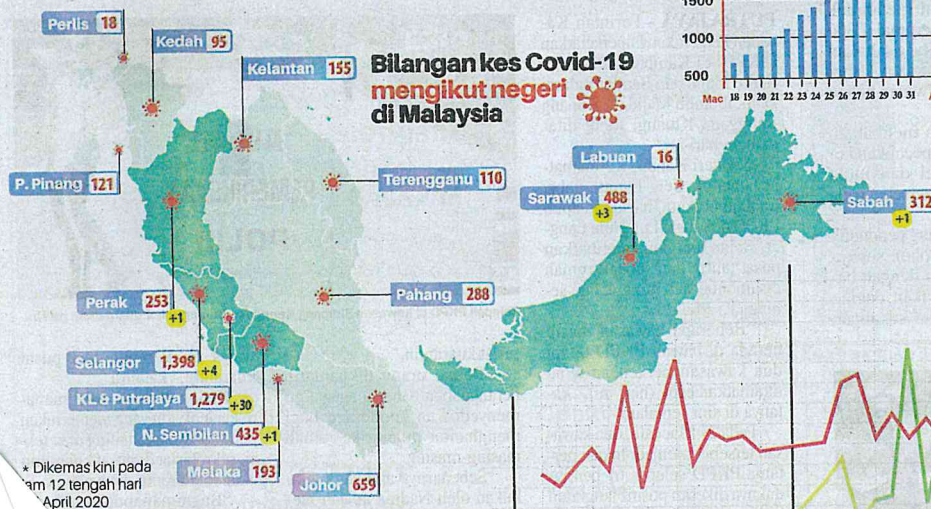 Bilangan kes Covid-19
mengikut negeri
di Malaysia
Perlis 18
Kedah 95
Kelantan 155
P. Pinang 121
Terengganu 110
Perak 253
+1
Pahang 288
Selangor 1,398
+4
KL & Putrajaya 1,279
+30
N. Sembilan 435
+1
Melaka 193
Johor 659
Labuan 16
Sarawak 488
+3
Sabah 312
+1
1500
1000
500
Mac 18 19 20 21 22 23 24 25 26 27 28 29 30 31
* Dikemas kini pada
jam 12 tengah hari
April 2020